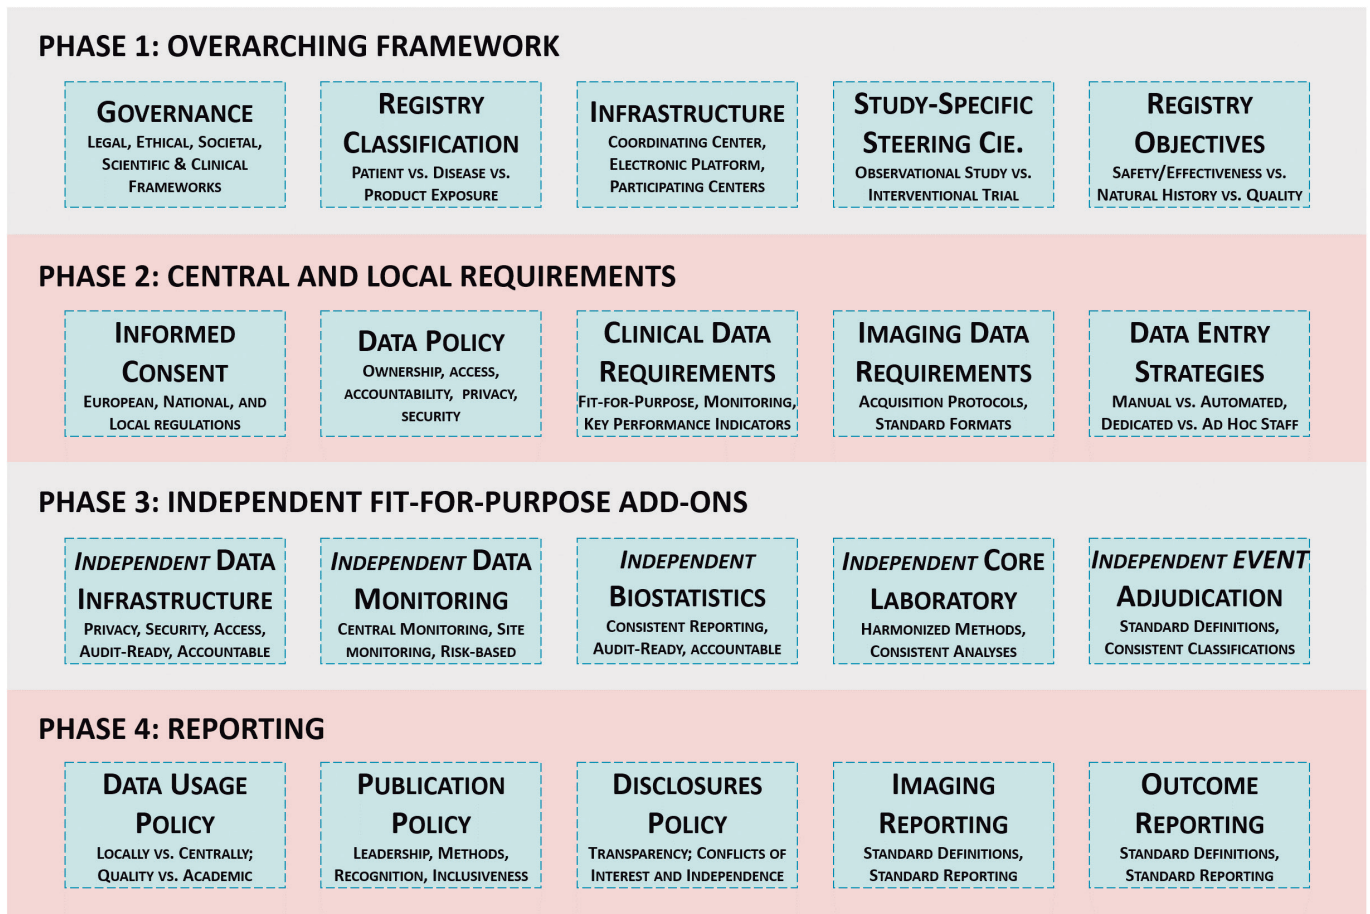 PHASE 1: OVERARCHING FRAMEWORK
GOVERNANCE
LEGAL, ETHICAL, SOCIETAL,
SCIENTIFIC & CLINICAL
FRAMEWORKS
REGISTRY
CLASSIFICATION
PATIENT VS. DISEASE VS.
PRODUCT EXPOSURE
INFRASTRUCTURE
COORDINATING CENTER,
ELECTRONIC PLATFORM,
PARTICIPATING CENTERS
STUDY-SPECIFIC
STEERING CIE.
OBSERVATIONAL STUDY VS.
INTERVENTIONAL TRIAL
REGISTRY
OBJECTIVES
SAFETY/EFFECTIVENESS VS.
NATURAL HISTORY VS. QUALITY
PHASE 2: CENTRAL AND LOCAL REQUIREMENTS
INFORMED
CONSENT
EUROPEAN, NATIONAL, AND
LOCAL REGULATIONS
DATA POLICY
OWNERSHIP, ACCESS,
ACCOUNTABILITY, PRIVACY,
SECURITY
CLINICAL DATA
REQUIREMENTS
FIT-FOR-PURPOSE, MONITORING,
KEY PERFORMANCE INDICATORS
IMAGING DATA
REQUIREMENTS
ACQUISITION PROTOCOLS,
STANDARD FORMATS
DATA ENTRY
STRATEGIES
MANUAL VS. AUTOMATED,
DEDICATED VS. AD HOC STAFF
PHASE 3: INDEPENDENT FIT-FOR-PURPOSE ADD-ONS
INDEPENDENT DATA
INFRASTRUCTURE
PRIVACY, SECURITY, ACCESS,
AUDIT-READY, ACCOUNTABLE
INDEPENDENT DATA
MONITORING
CENTRAL MONITORING, SITE
MONITORING, RISK-BASED
INDEPENDENT
BIOSTATISTICS
CONSISTENT REPORTING,
AUDIT-READY, ACCOUNTABLE
INDEPENDENT CORE
LABORATORY
HARMONIZED METHODS,
CONSISTENT ANALYSES
INDEPENDENT EVENT
ADJUDICATION
STANDARD DEFINITIONS,
CONSISTENT CLASSIFICATIONS
PHASE 4: REPORTING
DATA USAGE
POLICY
LOCALLY VS. CENTRALLY;
QUALITY VS. ACADEMIC
PUBLICATION
POLICY
LEADERSHIP, METHODS,
RECOGNITION, INCLUSIVENESS
DISCLOSURES
POLICY
TRANSPARENCY; CONFLICTS OF
INTEREST AND INDEPENDENCE
IMAGING
REPORTING
STANDARD DEFINITIONS,
STANDARD REPORTING
OUTCOME
REPORTING
STANDARD DEFINITIONS,
STANDARD REPORTING